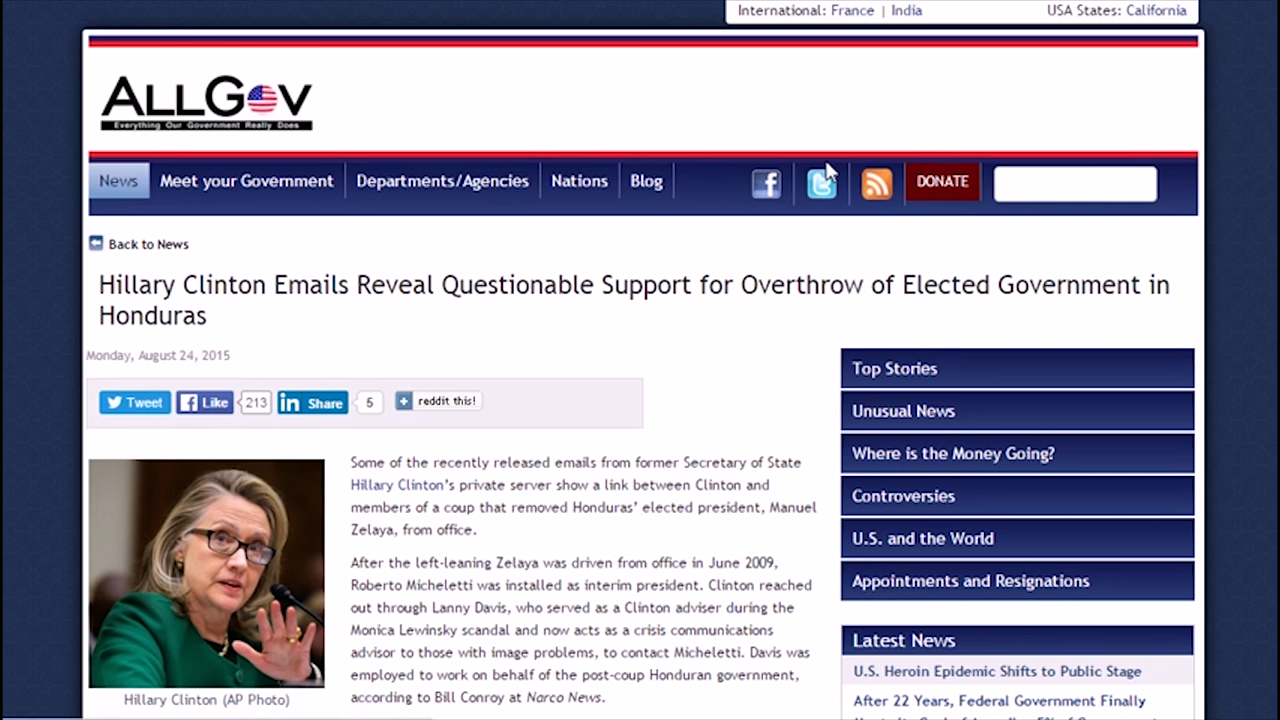 International: France | India
USA States: California
ALLGOV
Everything Our Government Really Does
News
Meet your Government
Departments/Agencies
Nations
Blog
DONATE
Back to News
Hillary Clinton Emails Reveal Questionable Support for Overthrow of Elected Government in
Honduras
Monday, August 24, 2015
Tweet
Like
213
in Share
5
reddit this!
Some of the recently released emails from former Secretary of State
Hillary Clinton's private server show a link between Clinton and
members of a coup that removed Honduras' elected president, Manuel
Zelaya, from office.
After the left-leaning Zelaya was driven from office in June 2009,
Roberto Micheletti was installed as interim president. Clinton reached
out through Lanny Davis, who served as a Clinton adviser during the
Monica Lewinsky scandal and now acts as a crisis communications
advisor to those with image problems, to contact Micheletti. Davis was
employed to work on behalf of the post-coup Honduran government,
according to Bill Conroy at Narco News.
Hillary Clinton (AP Photo)
Top Stories
Unusual News
Where is the Money Going?
Controversies
U.S. and the World
Appointments and Resignations
Latest News
U.S. Heroin Epidemic Shifts to Public Stage
After 22 Years, Federal Government Finally